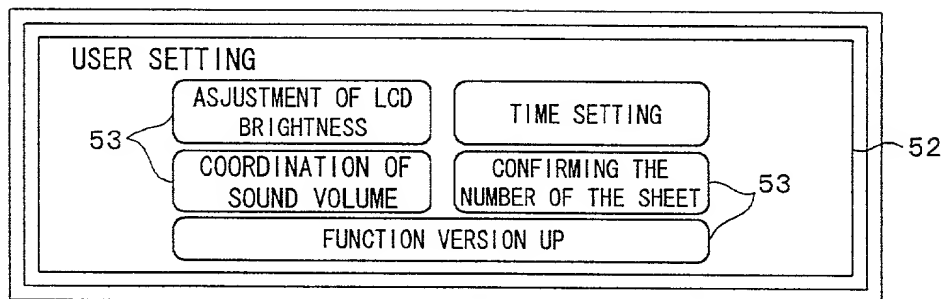 USER SETTING
ASJUSTMENT OF LCD
BRIGHTNESS
TIME SETTING
53
COORDINATION OF
SOUND VOLUME
CONFIRMING THE
NUMBER OF THE SHEET
52
53
FUNCTION VERSION UP